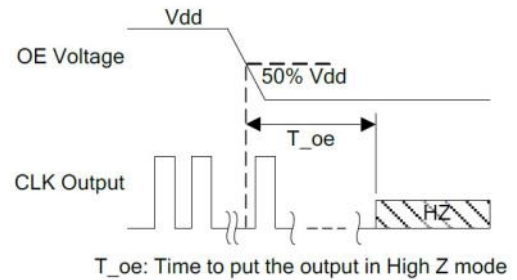 Vdd
OE Voltage
50% Vdd
T_oe
CLK Output
HZ
T_oe: Time to put the output in High Z mode